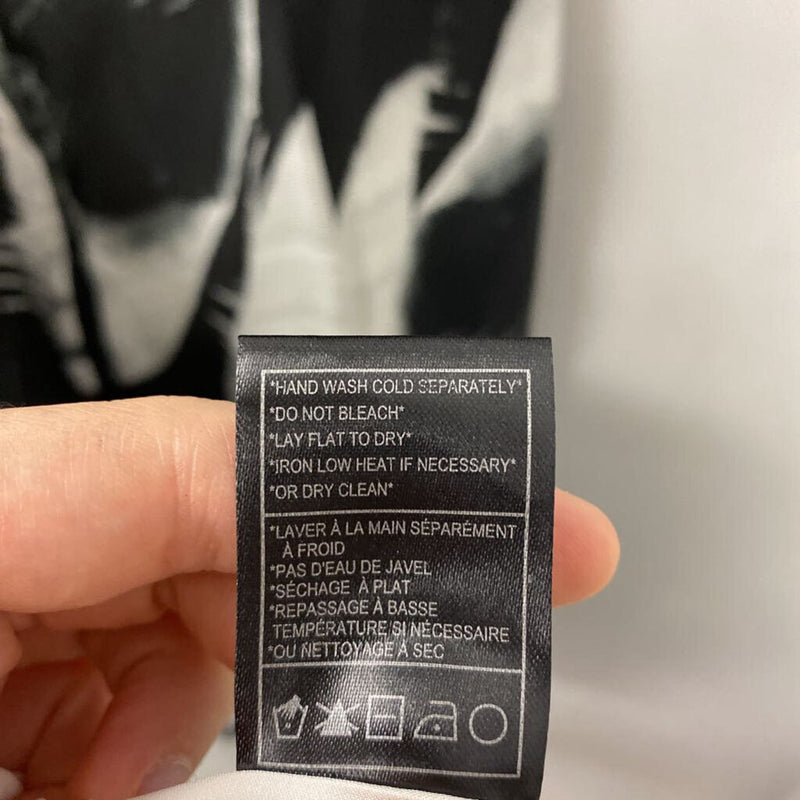 *HAND WASH COLD SEPARATELY*
*DO NOT BLEACH*
*LAY FLAT TO DRY*
*IRON LOW HEAT IF NECESSARY*
*OR DRY CLEAN*
*LAVER À LA MAIN SÉPARÉMENT
À FROID
*PAS D'EAU DE JAVEL
*SÉCHAGE À PLAT
*REPASSAGE À BASSE
TEMPÉRATURE SI NÉCESSAIRE
*OU NETTOYAGE À SEC